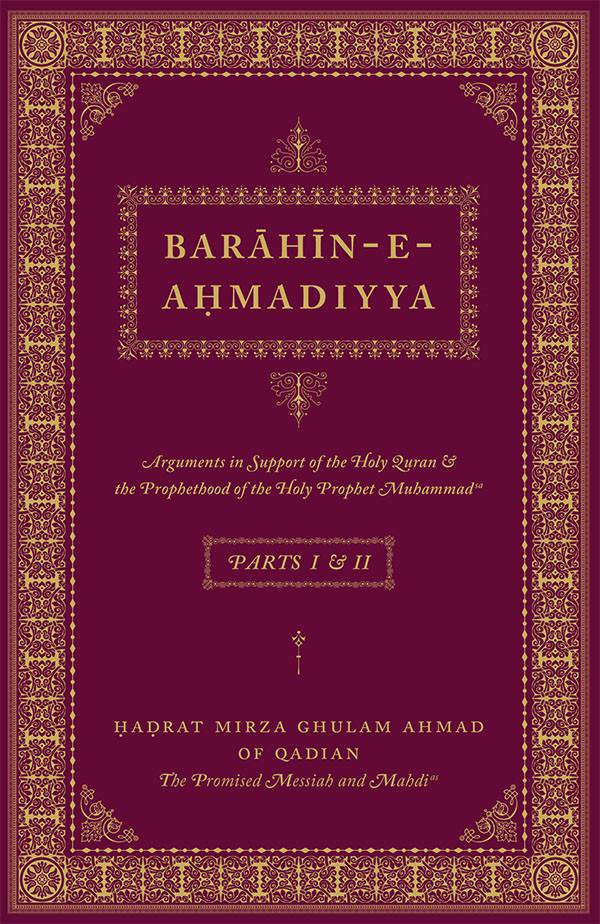 BARĀHĪN-E-
AḤMADIYYA
Arguments in Support of the Holy Quran &
the Prophethood of the Holy Prophet Muhammadˢᵃ
PARTS I & II
ḤAḌRAT MIRZA GHULAM AHMAD
OF QADIAN
The Promised Messiah and Mahdiᵃˢ